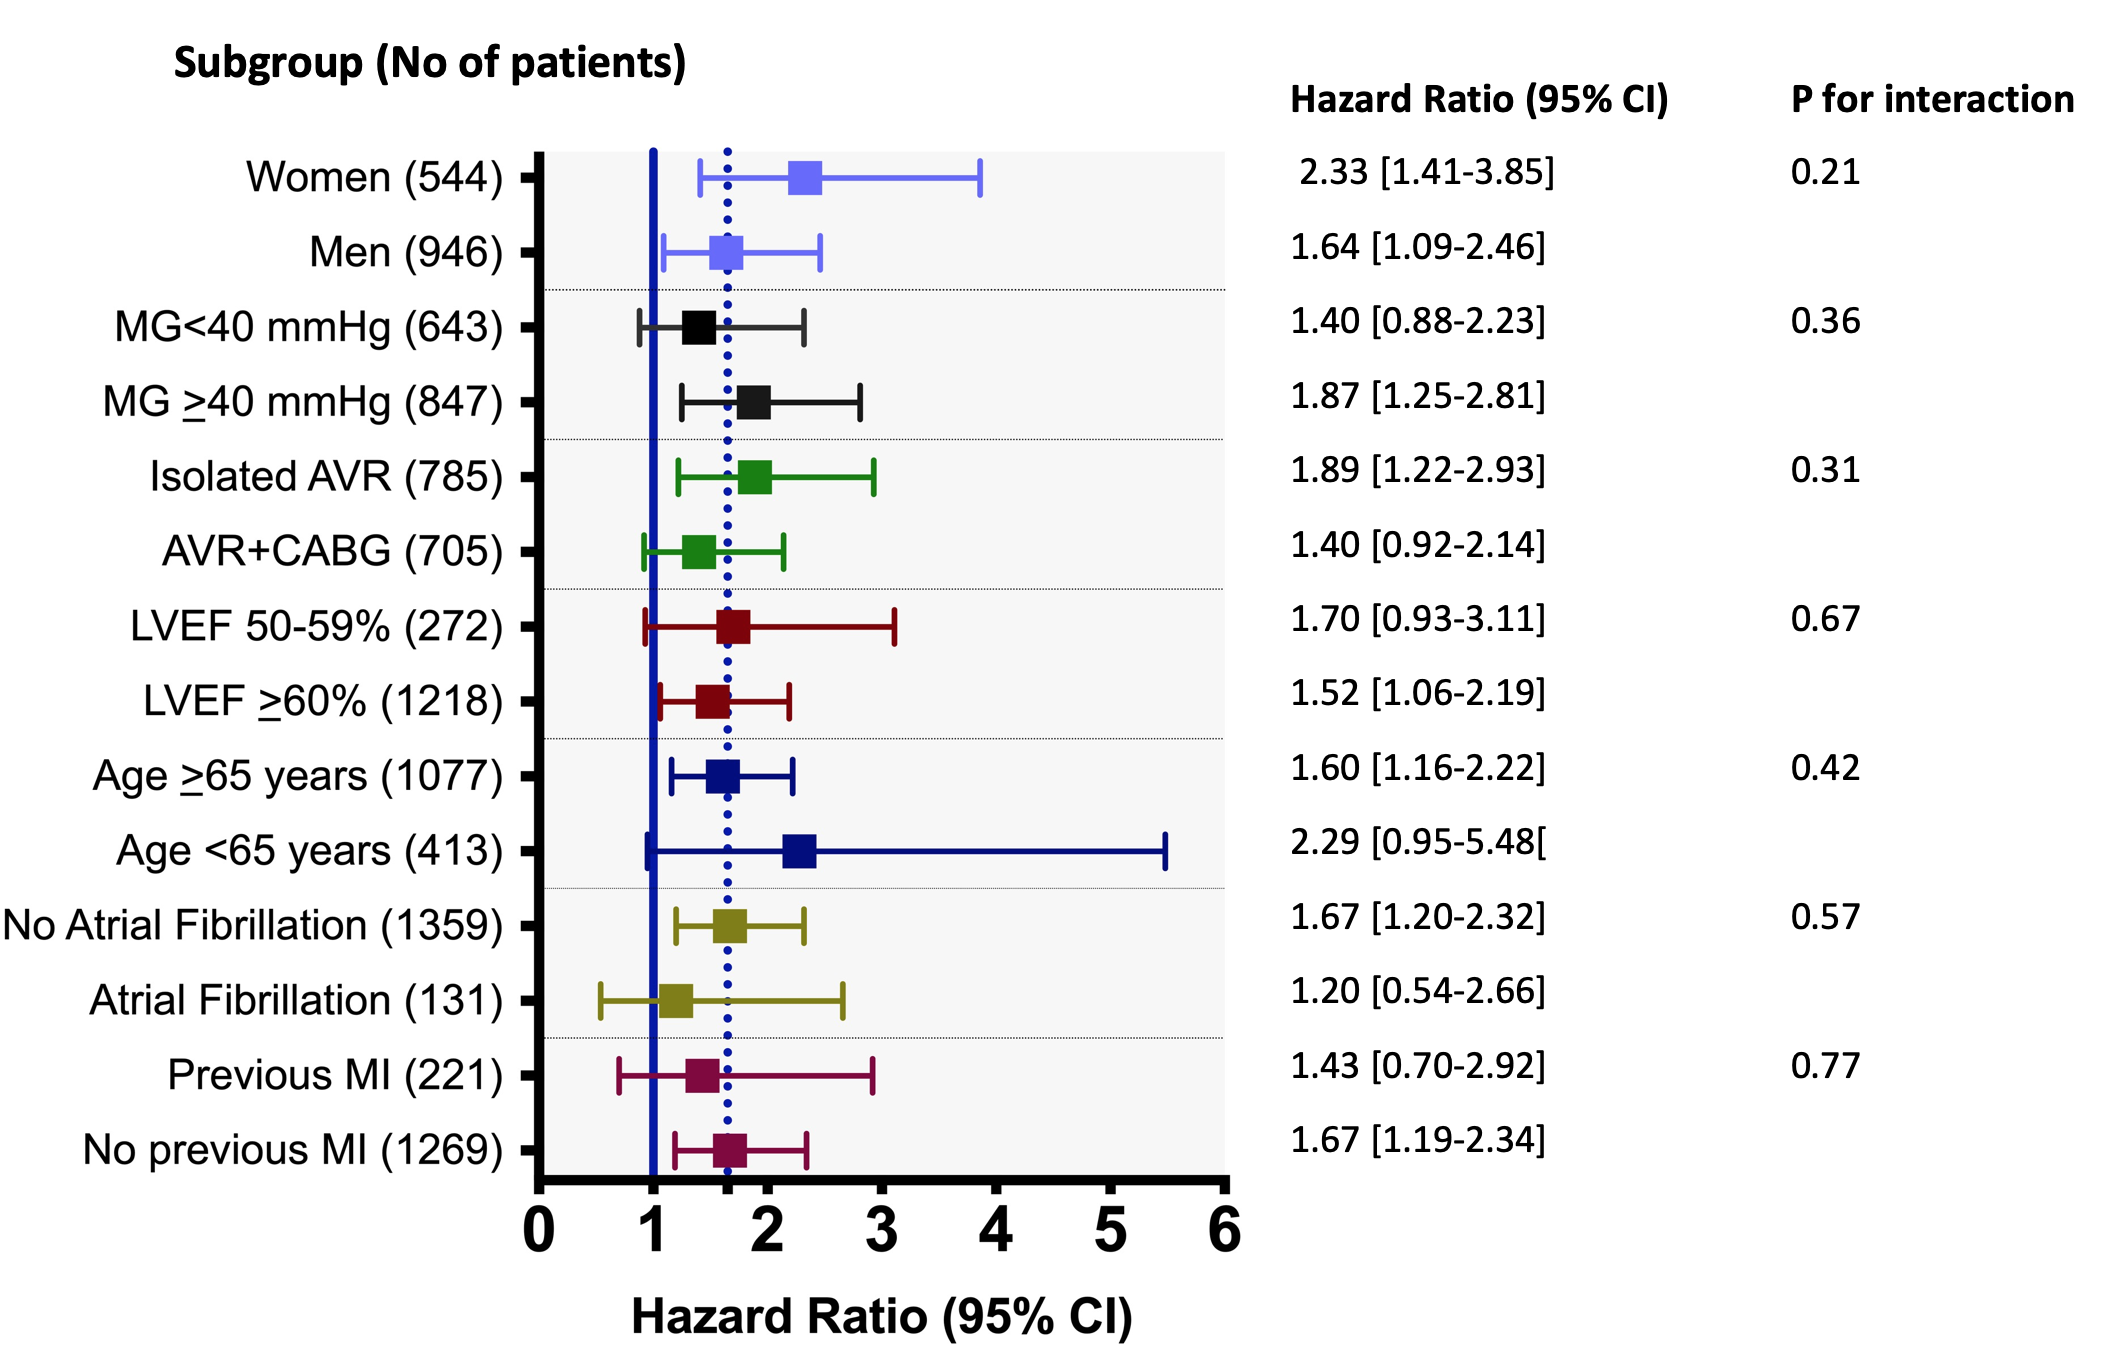 Subgroup (No of patients)
Hazard Ratio (95% CI) P for interaction
Women (544) 2.33 [1.41-3.85] 0.21
Men (946) 1.64 [1.09-2.46]
MG<40 mmHg (643) 1.40 [0.88-2.23] 0.36
MG ≥40 mmHg (847) 1.87 [1.25-2.81]
Isolated AVR (785) 1.89 [1.22-2.93] 0.31
AVR+CABG (705) 1.40 [0.92-2.14]
LVEF 50-59% (272) 1.70 [0.93-3.11] 0.67
LVEF ≥60% (1218) 1.52 [1.06-2.19]
Age ≥65 years (1077) 1.60 [1.16-2.22] 0.42
Age <65 years (413) 2.29 [0.95-5.48[
No Atrial Fibrillation (1359) 1.67 [1.20-2.32] 0.57
Atrial Fibrillation (131) 1.20 [0.54-2.66]
Previous MI (221) 1.43 [0.70-2.92] 0.77
No previous MI (1269) 1.67 [1.19-2.34]
0 1 2 3 4 5 6
Hazard Ratio (95% CI)